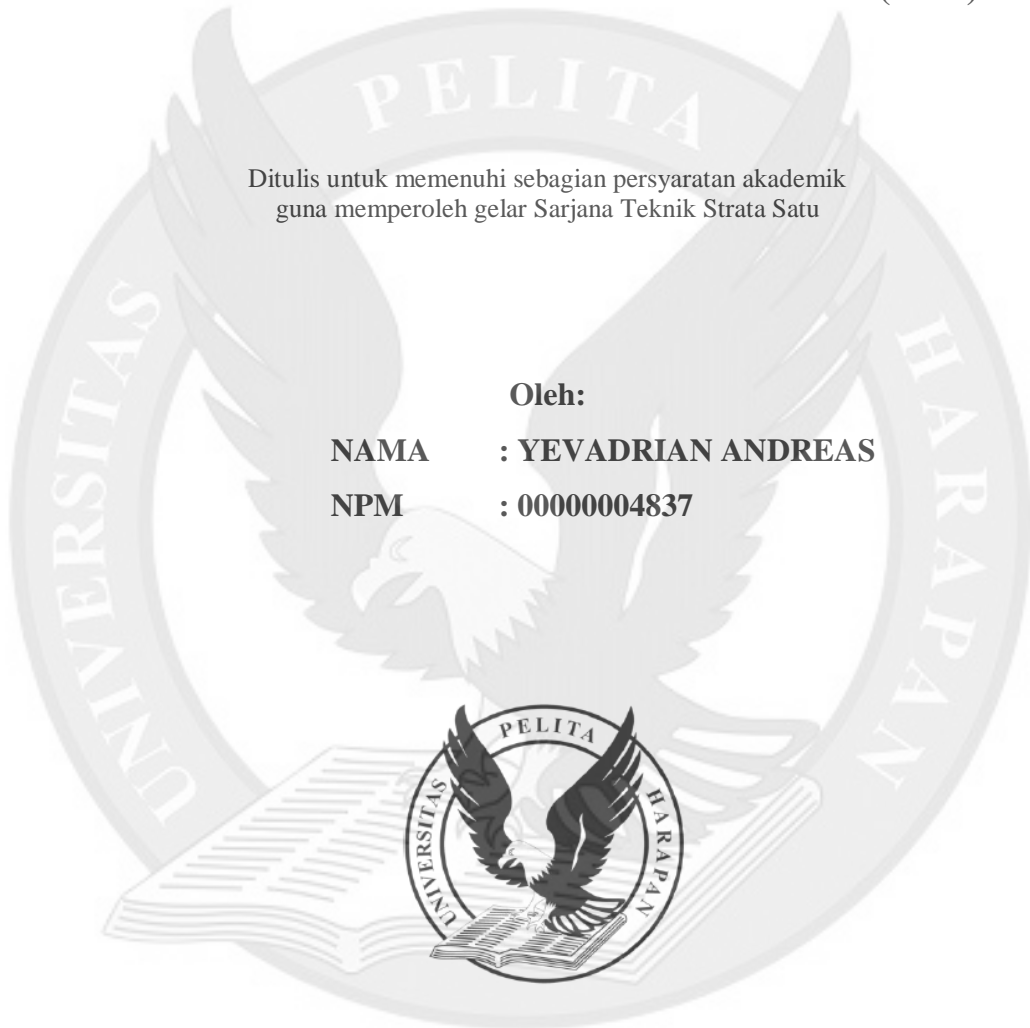 PELITA
Ditulis untuk memenuhi sebagian persyaratan akademik
guna memperoleh gelar Sarjana Teknik Strata Satu
UNIVERSITAS
HARAPAN
Oleh:
NAMA : YEVADRIAN ANDREAS
NPM : 00000004837
PELITA
UNIVERSITAS
HARAPAN